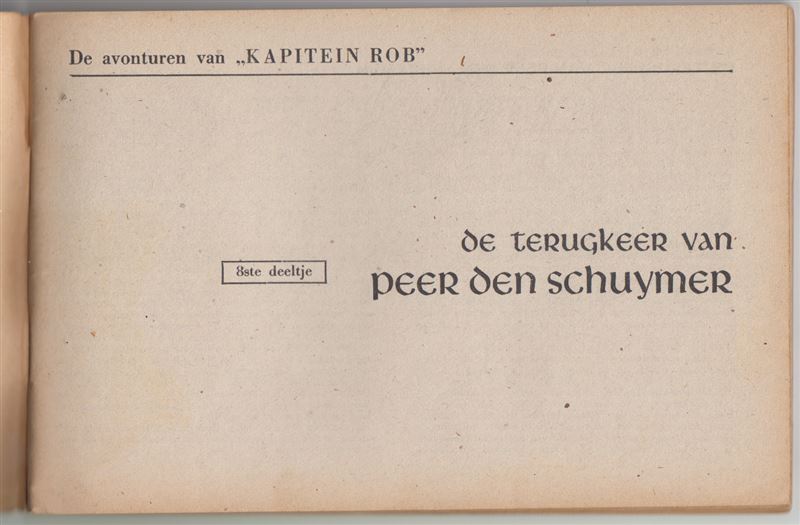 De avonturen van „KAPITEIN ROB”
8ste deeltje
de terugkeer van
peer den schuymer